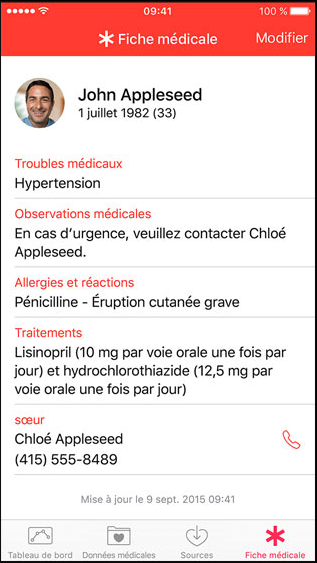 09:41 100 %
Fiche médicale Modifier
John Appleseed
1 juillet 1982 (33)
Troubles médicaux
Hypertension
Observations médicales
En cas d’urgence, veuillez contacter Chloé
Appleseed.
Allergies et réactions
Pénicilline - Éruption cutanée grave
Traitements
Lisinopril (10 mg par voie orale une fois par
jour) et hydrochlorothiazide (12,5 mg par
voie orale une fois par jour)
sœur
Chloé Appleseed
(415) 555-8489
Mise à jour le 9 sept. 2015 09:41
Tableau de bord Données médicales Sources Fiche médicale